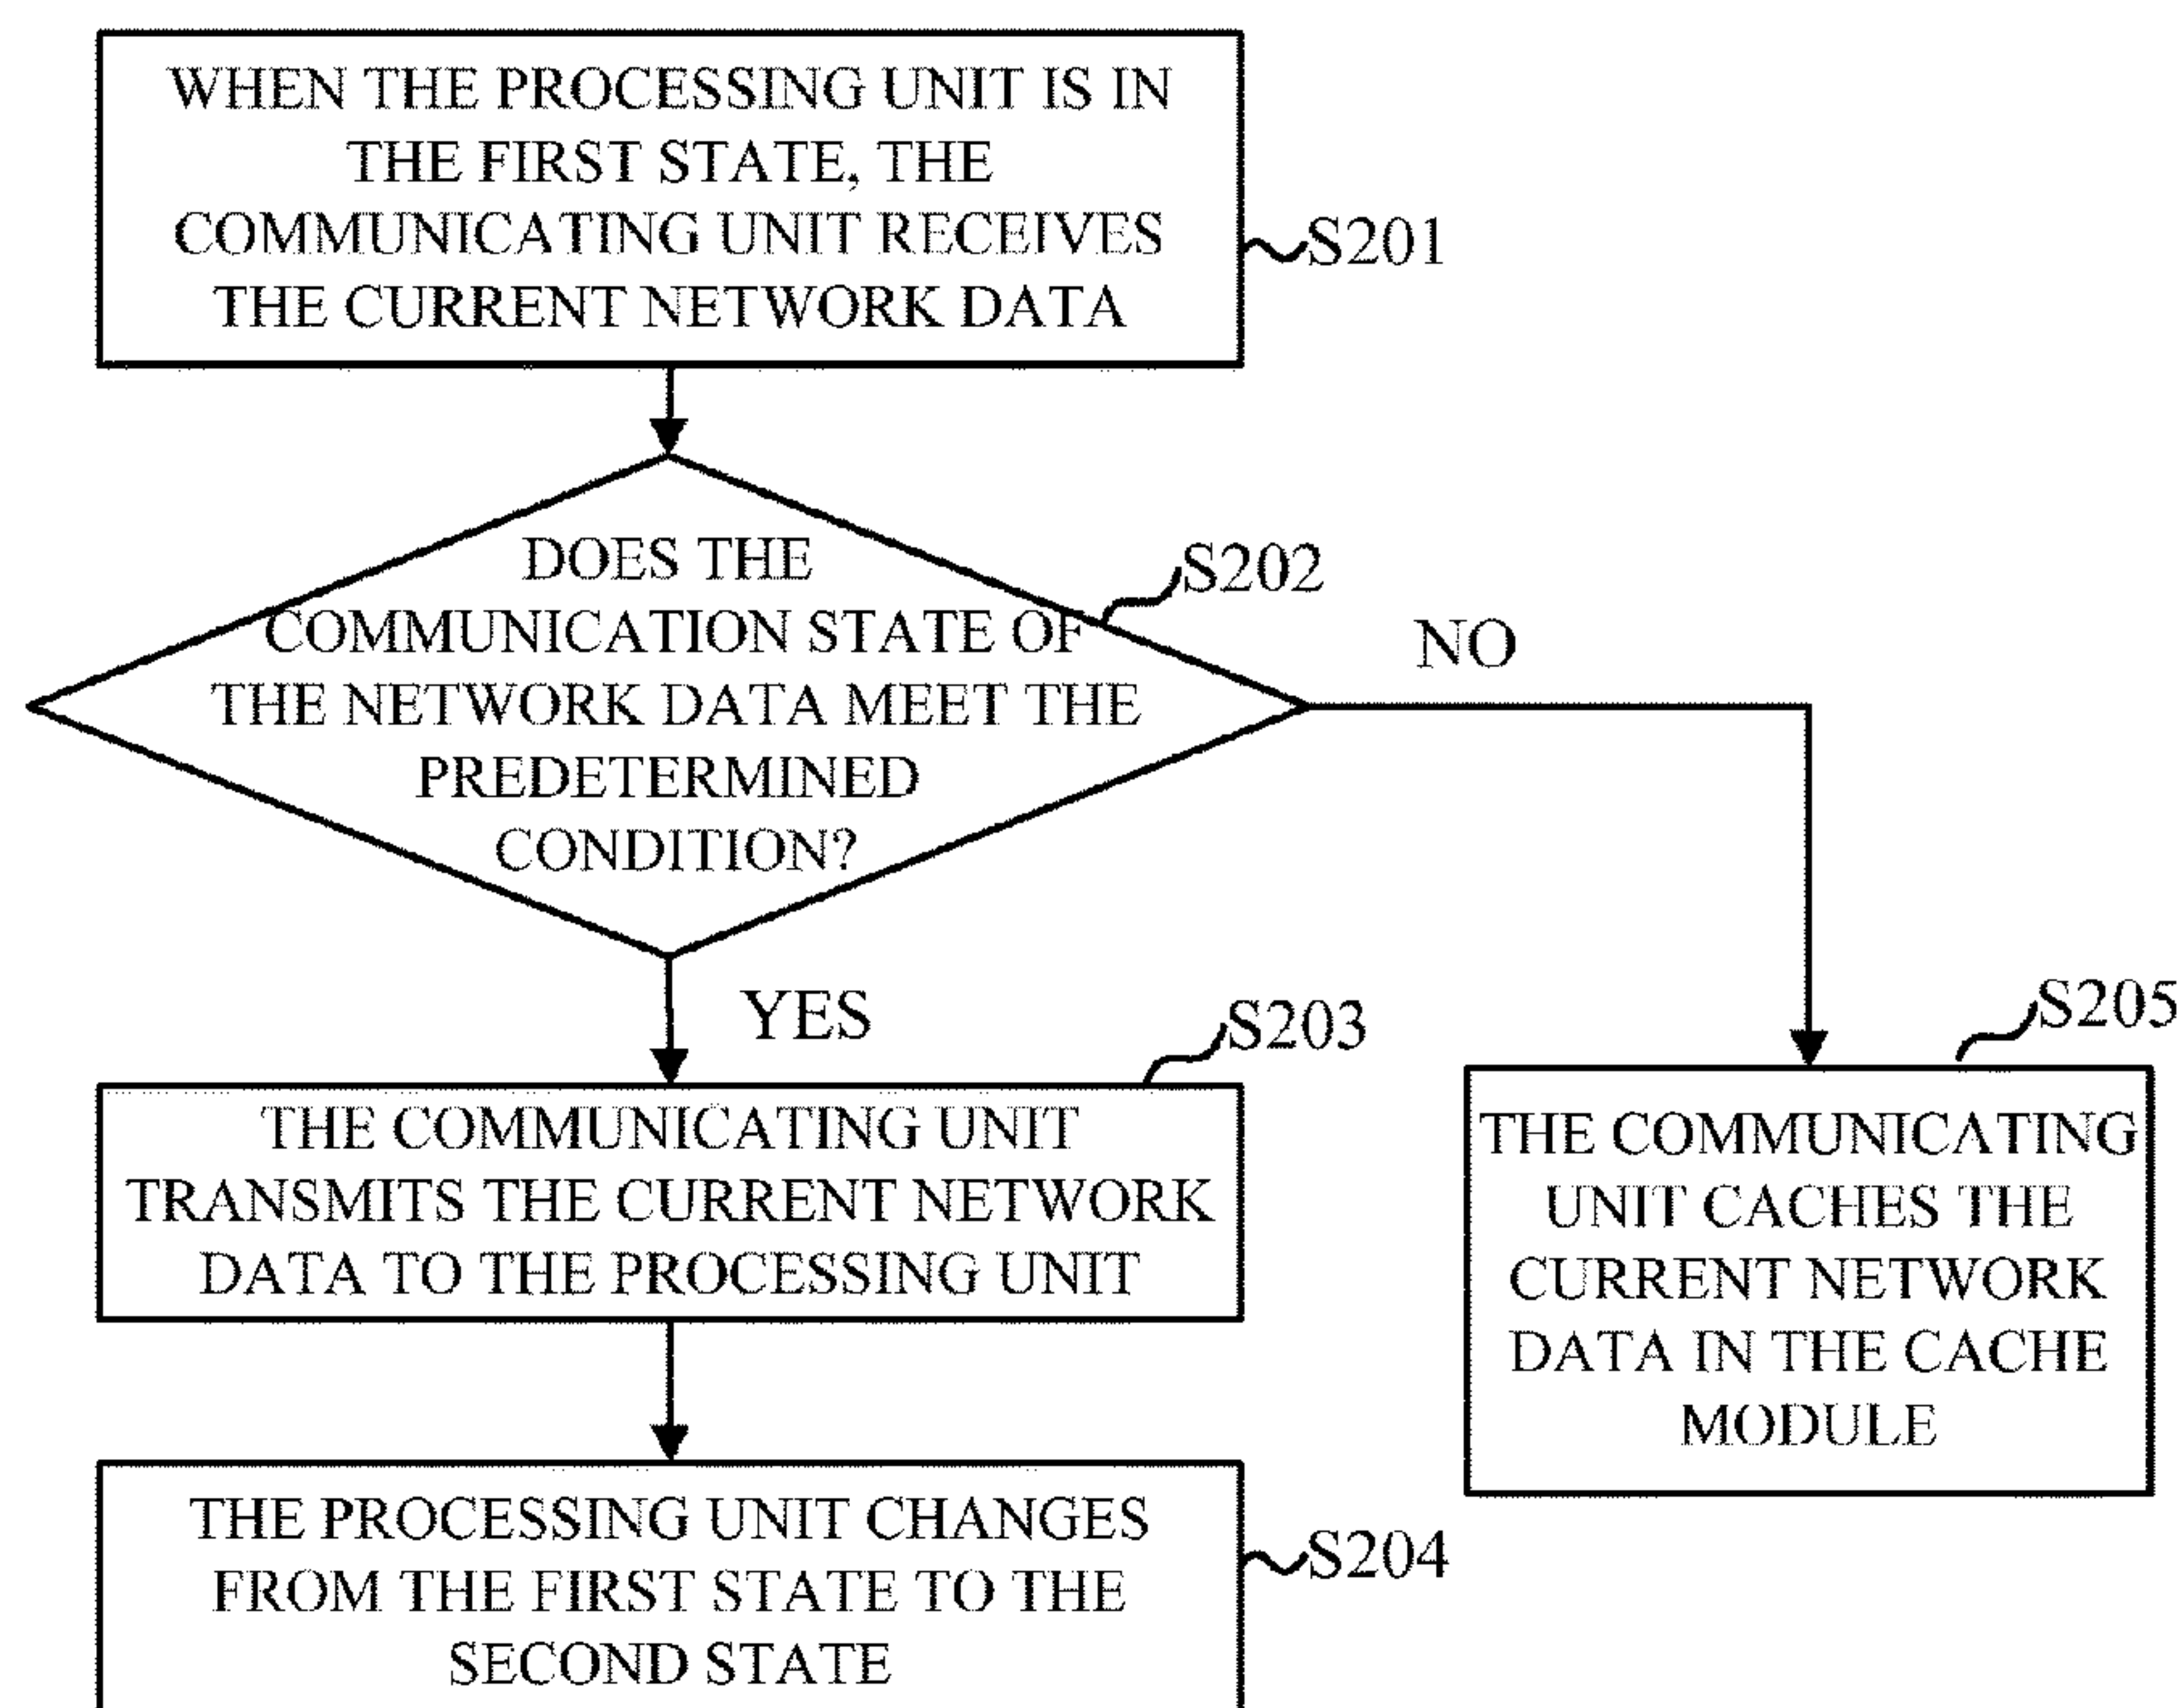 WHEN THE PROCESSING UNIT IS IN
THE FIRST STATE, THE
COMMUNICATING UNIT RECEIVES
THE CURRENT NETWORK DATA
S201
DOES THE
COMMUNICATION STATE OF
THE NETWORK DATA MEET THE
PREDETERMINED
CONDITION?
S202
NO
YES
S203
THE COMMUNICATING UNIT
TRANSMITS THE CURRENT NETWORK
DATA TO THE PROCESSING UNIT
S205
THE COMMUNICATING
UNIT CACHES THE
CURRENT NETWORK
DATA IN THE CACHE
MODULE
THE PROCESSING UNIT CHANGES
FROM THE FIRST STATE TO THE
SECOND STATE
S204